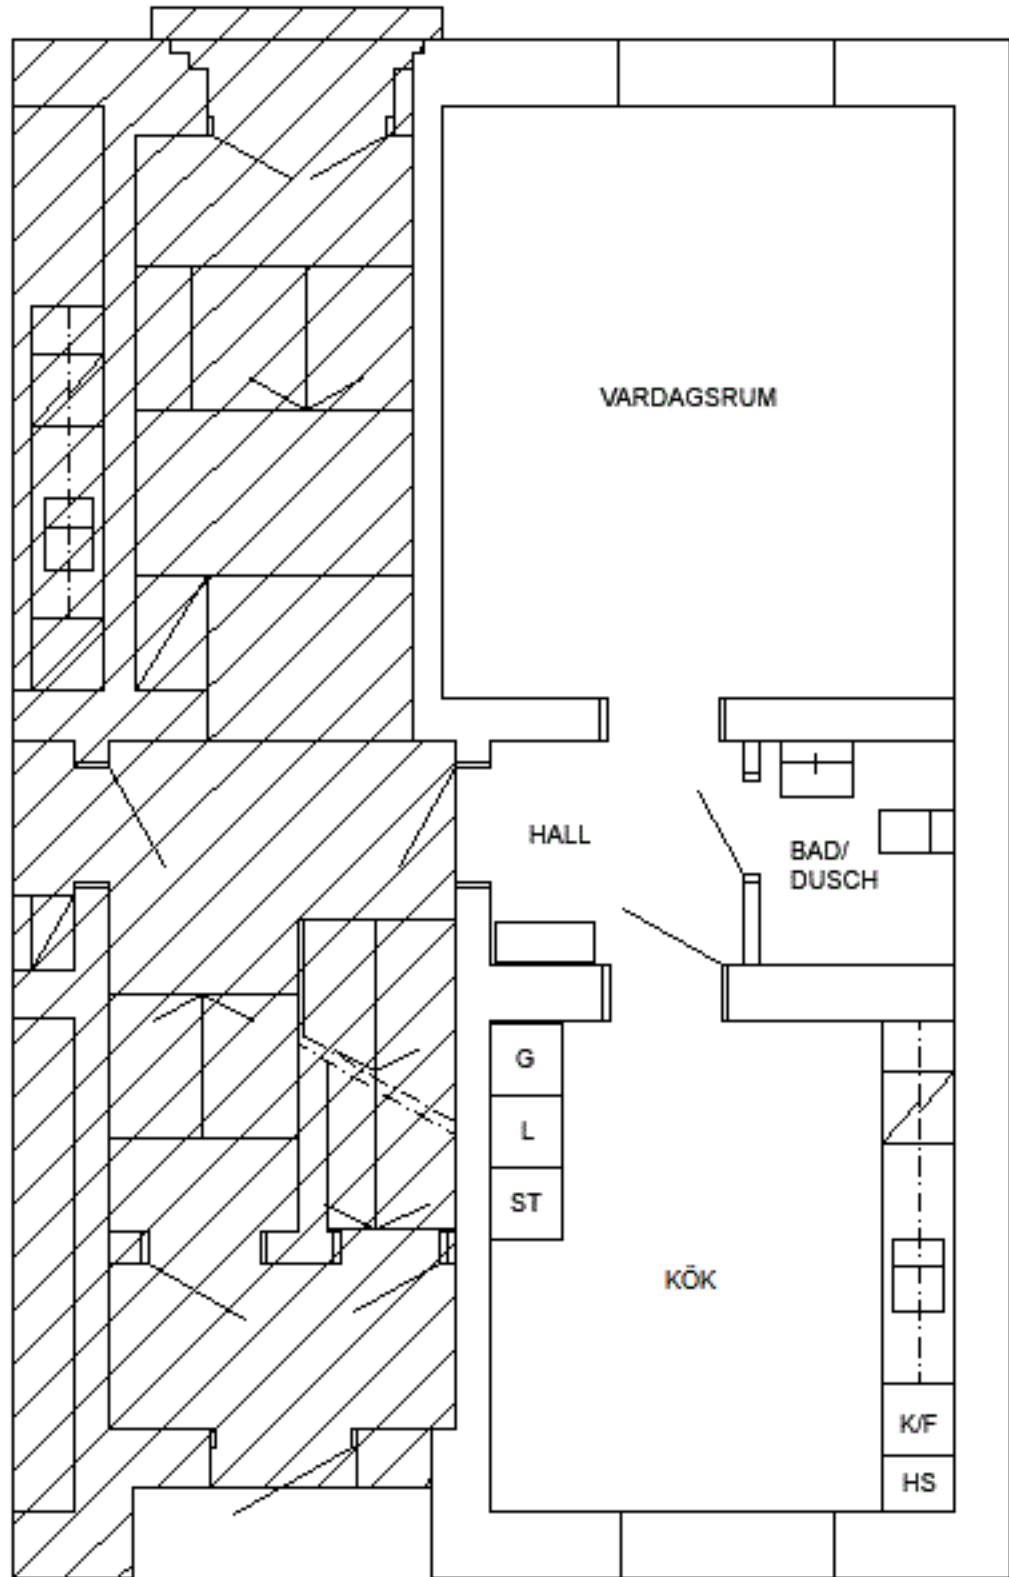 VARDAGSRUM
HALL
BAD/
DUSCH
G
L
ST
KÖK
K/F
HS